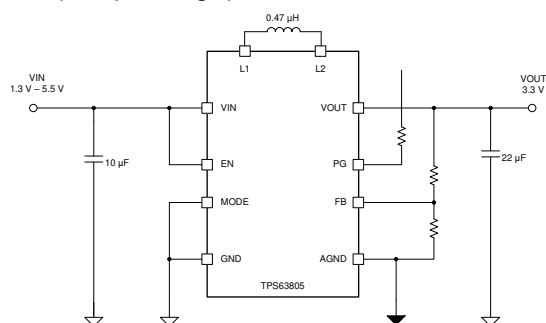 0.47 µH
L1
L2
VIN
1.3 V – 5.5 V
VIN
VOUT
VOUT
3.3 V
10 µF
EN
PG
22 µF
MODE
FB
GND
AGND
TPS63805